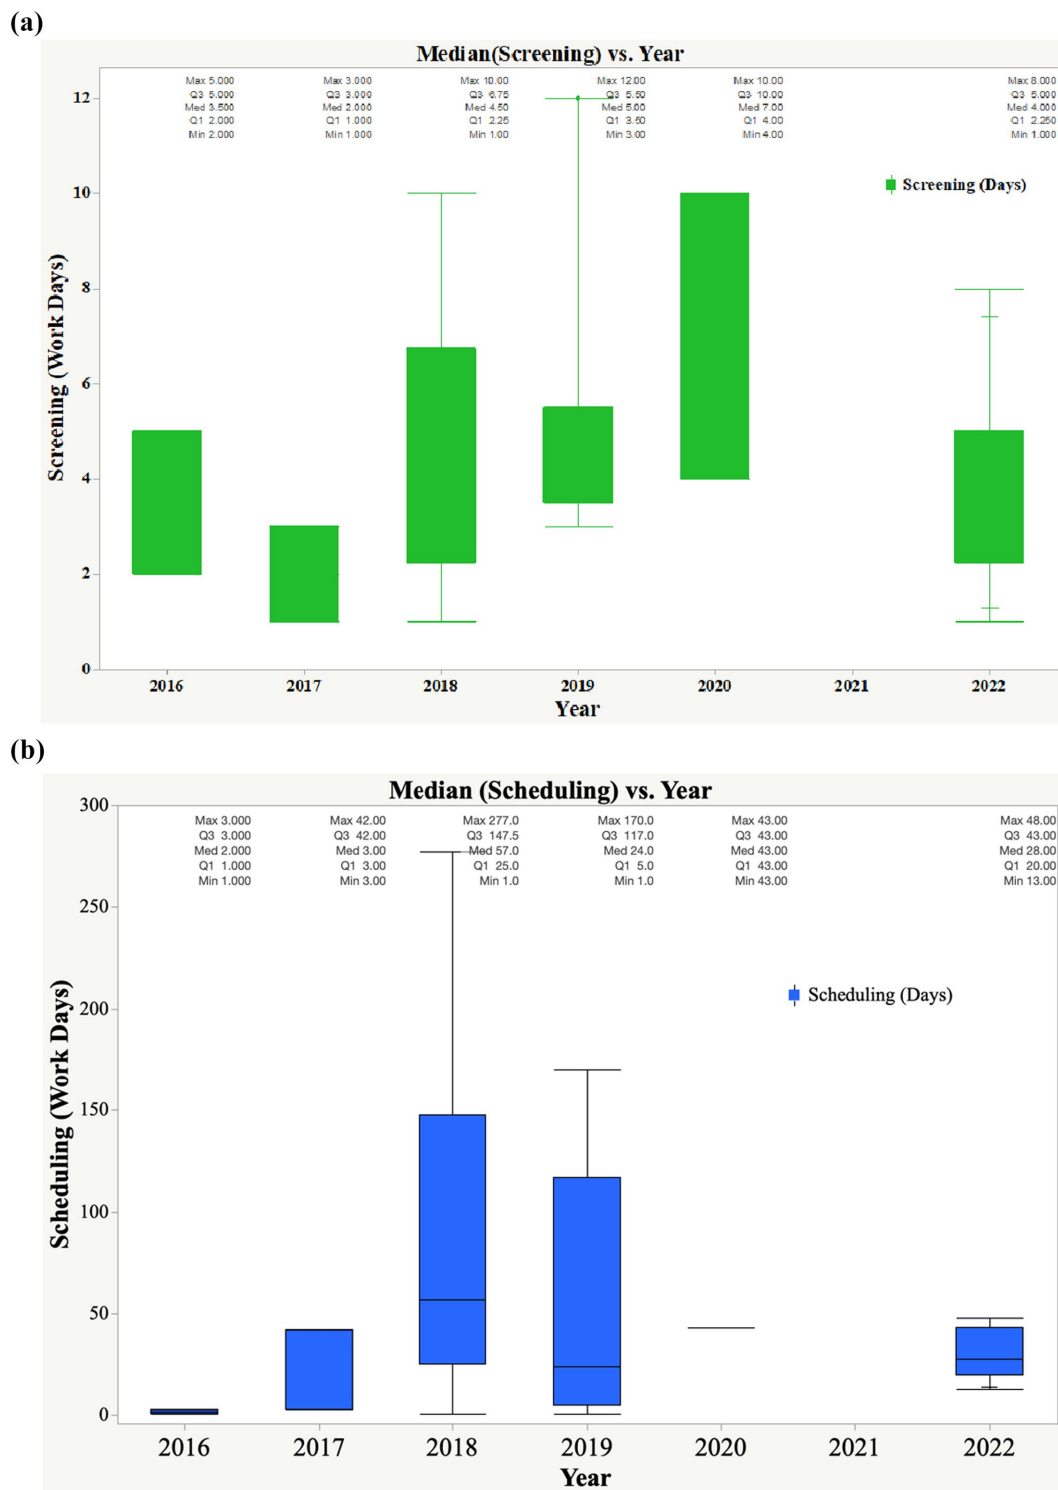 (a)
Median(Screening) vs. Year
Max 5.000 Max 3.000 Max 10.00 Max 12.00 Max 10.00 Max 8.000
Q3 5.000 Q3 3.000 Q3 6.75 Q3 5.50 Q3 10.00 Q3 5.000
Med 3.500 Med 2.000 Med 4.50 Med 5.00 Med 7.00 Med 4.000
Q1 2.000 Q1 1.000 Q1 2.25 Q1 3.50 Q1 4.00 Q1 2.250
Min 2.000 Min 1.000 Min 1.00 Min 3.00 Min 4.00 Min 1.000
12
10
8
6
4
2
0
Screening (Work Days)
Screening (Days)
2016 2017 2018 2019 2020 2021 2022
Year
(b)
Median (Scheduling) vs. Year
Max 3.000 Max 42.00 Max 277.0 Max 170.0 Max 43.00 Max 48.00
Q3 3.000 Q3 42.00 Q3 147.5 Q3 117.0 Q3 43.00 Q3 43.00
Med 2.000 Med 3.00 Med 57.0 Med 24.0 Med 43.00 Med 28.00
Q1 1.000 Q1 3.00 Q1 25.0 Q1 5.0 Q1 43.00 Q1 20.00
Min 1.000 Min 3.00 Min 1.0 Min 1.0 Min 43.00 Min 13.00
300
250
200
150
100
50
0
Scheduling (Work Days)
Scheduling (Days)
2016 2017 2018 2019 2020 2021 2022
Year